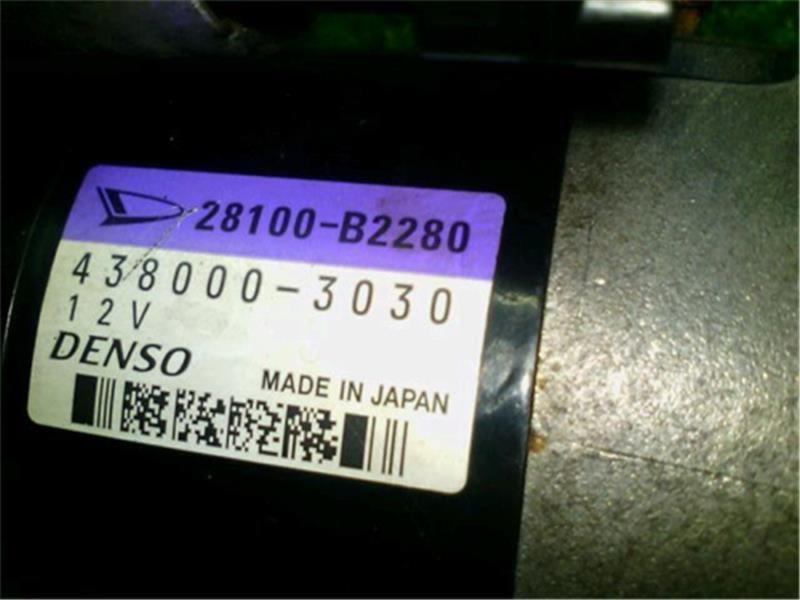 28100-B2280
438000-3030
12V
DENSO
MADE IN JAPAN